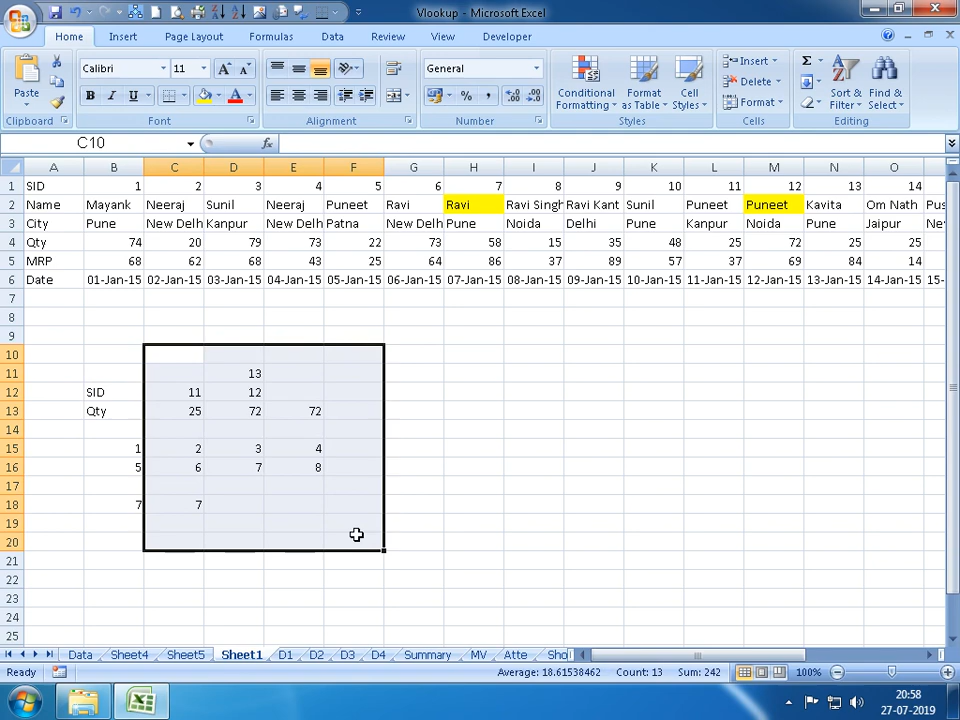 Vlookup - Microsoft Excel
Home Insert Page Layout Formulas Data Review View Developer
Paste Calibri 11 A A General Conditional Formatting Format as Table Cell Styles Insert Delete Format Σ Sort & Filter Find & Select
B I U A % ,
Clipboard Font Alignment Number Styles Cells Editing
C10 fx
A B C D E F G H I J K L M N O
1 SID 1 2 3 4 5 6 7 8 9 10 11 12 13 14
2 Name Mayank Neeraj Sunil Neeraj Puneet Ravi Ravi Ravi Singh Ravi Kant Sunil Puneet Puneet Kavita Om Nath Pus
3 City Pune New Delh Kanpur New Delh Patna New Delh Pune Noida Delhi Pune Kanpur Noida Pune Jaipur Nev
4 Qty 74 20 79 73 22 73 58 15 35 48 25 72 25 25
5 MRP 68 62 68 43 25 64 86 37 89 57 37 69 84 14
6 Date 01-Jan-15 02-Jan-15 03-Jan-15 04-Jan-15 05-Jan-15 06-Jan-15 07-Jan-15 08-Jan-15 09-Jan-15 10-Jan-15 11-Jan-15 12-Jan-15 13-Jan-15 14-Jan-15 15-
7
8
9
10
11 13
12 SID 11 12
13 Qty 25 72 72
14
15 1 2 3 4
16 5 6 7 8
17
18 7 7
19
20
21
22
23
24
25
Data Sheet4 Sheet5 Sheet1 D1 D2 D3 D4 Summary MV Atte Sho
Ready Average: 18.61538462 Count: 13 Sum: 242 100%
20:58
27-07-2019